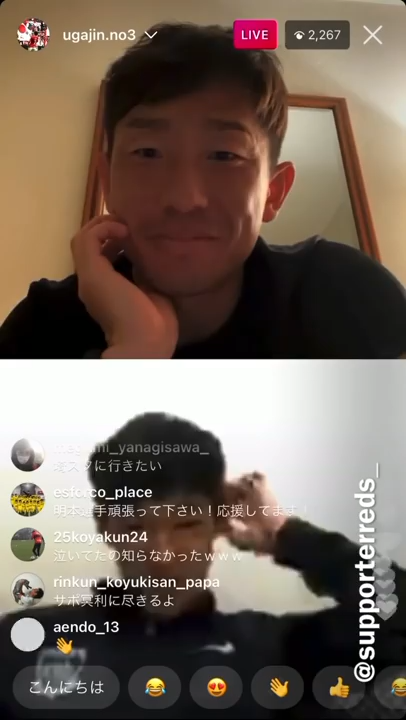 ugajin.no3
LIVE
2,267
megumi_yanagisawa_
埼スタに行きたい
esforco_place
明本選手頑張って下さい！応援してます！
25koyakun24
泣いてたの知らなかったｗｗｗ
rinkun_koyukisan_papa
サポ冥利に尽きるよ
aendo_13
👋
@supporterreds_
こんにちは
😂
😍
👋
👍